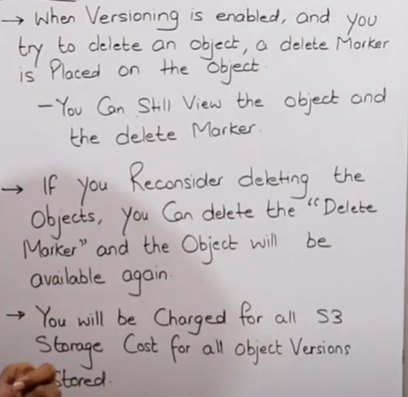 → When Versioning is enabled, and you
try to delete an object, a delete Marker
is Placed on the Object.
- You Can Still View the object and
the delete Marker.
→ If you Reconsider deleting the
Objects, you Can delete the "Delete
Marker" and the Object will be
available again.
→ You will be Charged for all S3
Storage Cost for all Object Versions
Stored.